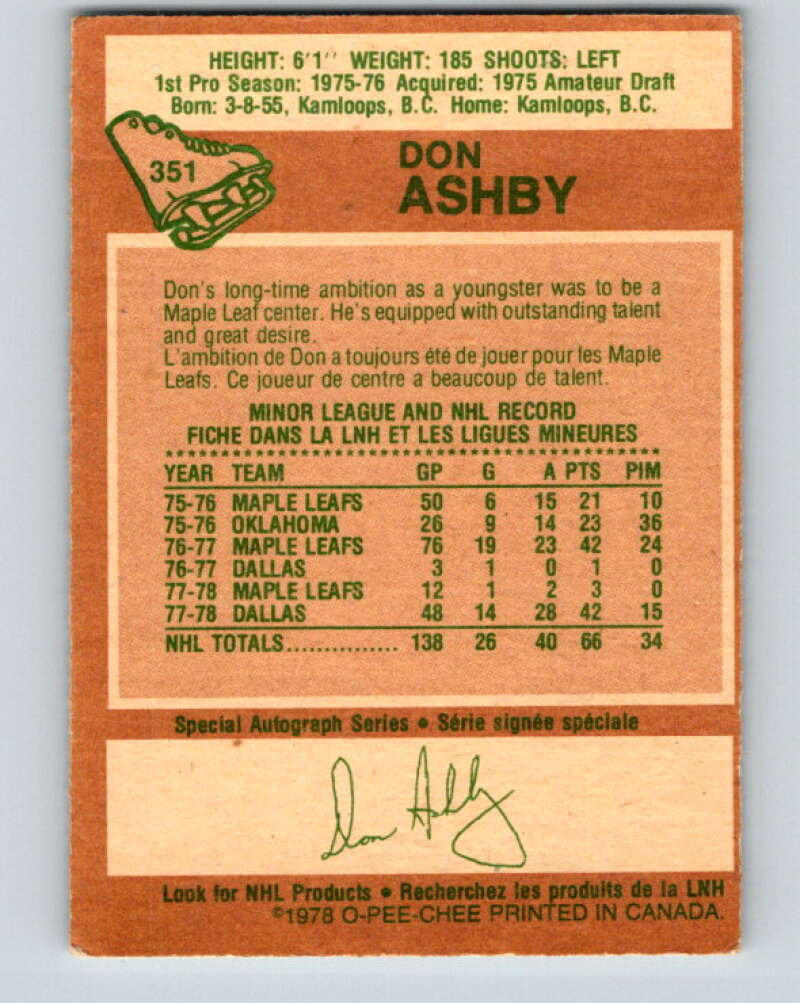 HEIGHT: 6'1'' WEIGHT: 185 SHOOTS: LEFT
1st Pro Season: 1975-76 Acquired: 1975 Amateur Draft
Born: 3-8-55, Kamloops, B.C. Home: Kamloops, B.C.
351
DON
ASHBY
Don's long-time ambition as a youngster was to be a
Maple Leaf center. He's equipped with outstanding talent
and great desire.
L'ambition de Don a toujours été de jouer pour les Maple
Leafs. Ce joueur de centre a beaucoup de talent.
MINOR LEAGUE AND NHL RECORD
FICHE DANS LA LNH ET LES LIGUES MINEURES
YEAR TEAM GP G A PTS PIM
75-76 MAPLE LEAFS 50 6 15 21 10
75-76 OKLAHOMA 26 9 14 23 36
76-77 MAPLE LEAFS 76 19 23 42 24
76-77 DALLAS 3 1 0 1 0
77-78 MAPLE LEAFS 12 1 2 3 0
77-78 DALLAS 48 14 28 42 15
NHL TOTALS............... 138 26 40 66 34
Special Autograph Series • Série signée spéciale
Don Ashby
Look for NHL Products • Recherchez les produits de la LNH
©1978 O-PEE-CHEE PRINTED IN CANADA.